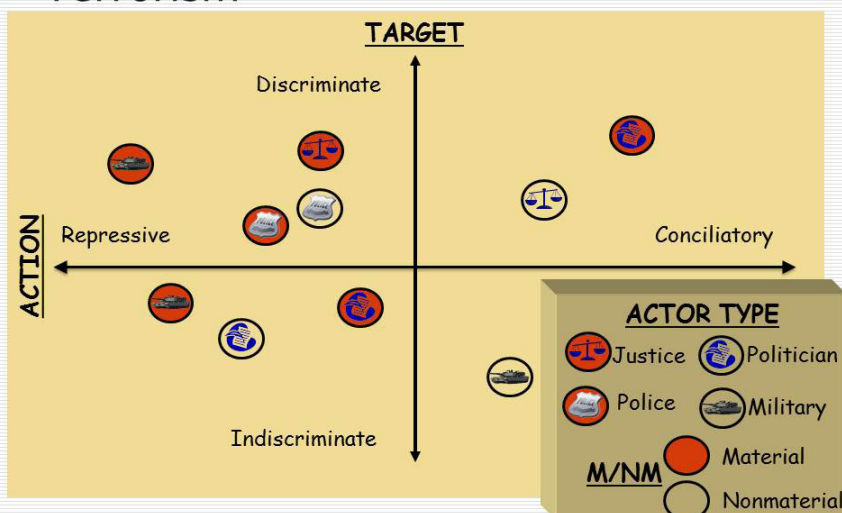 TARGET
Discriminate
ACTION
Repressive
Conciliatory
Indiscriminate
ACTOR TYPE
Justice
Politician
Police
Military
M/NM
Material
Nonmaterial